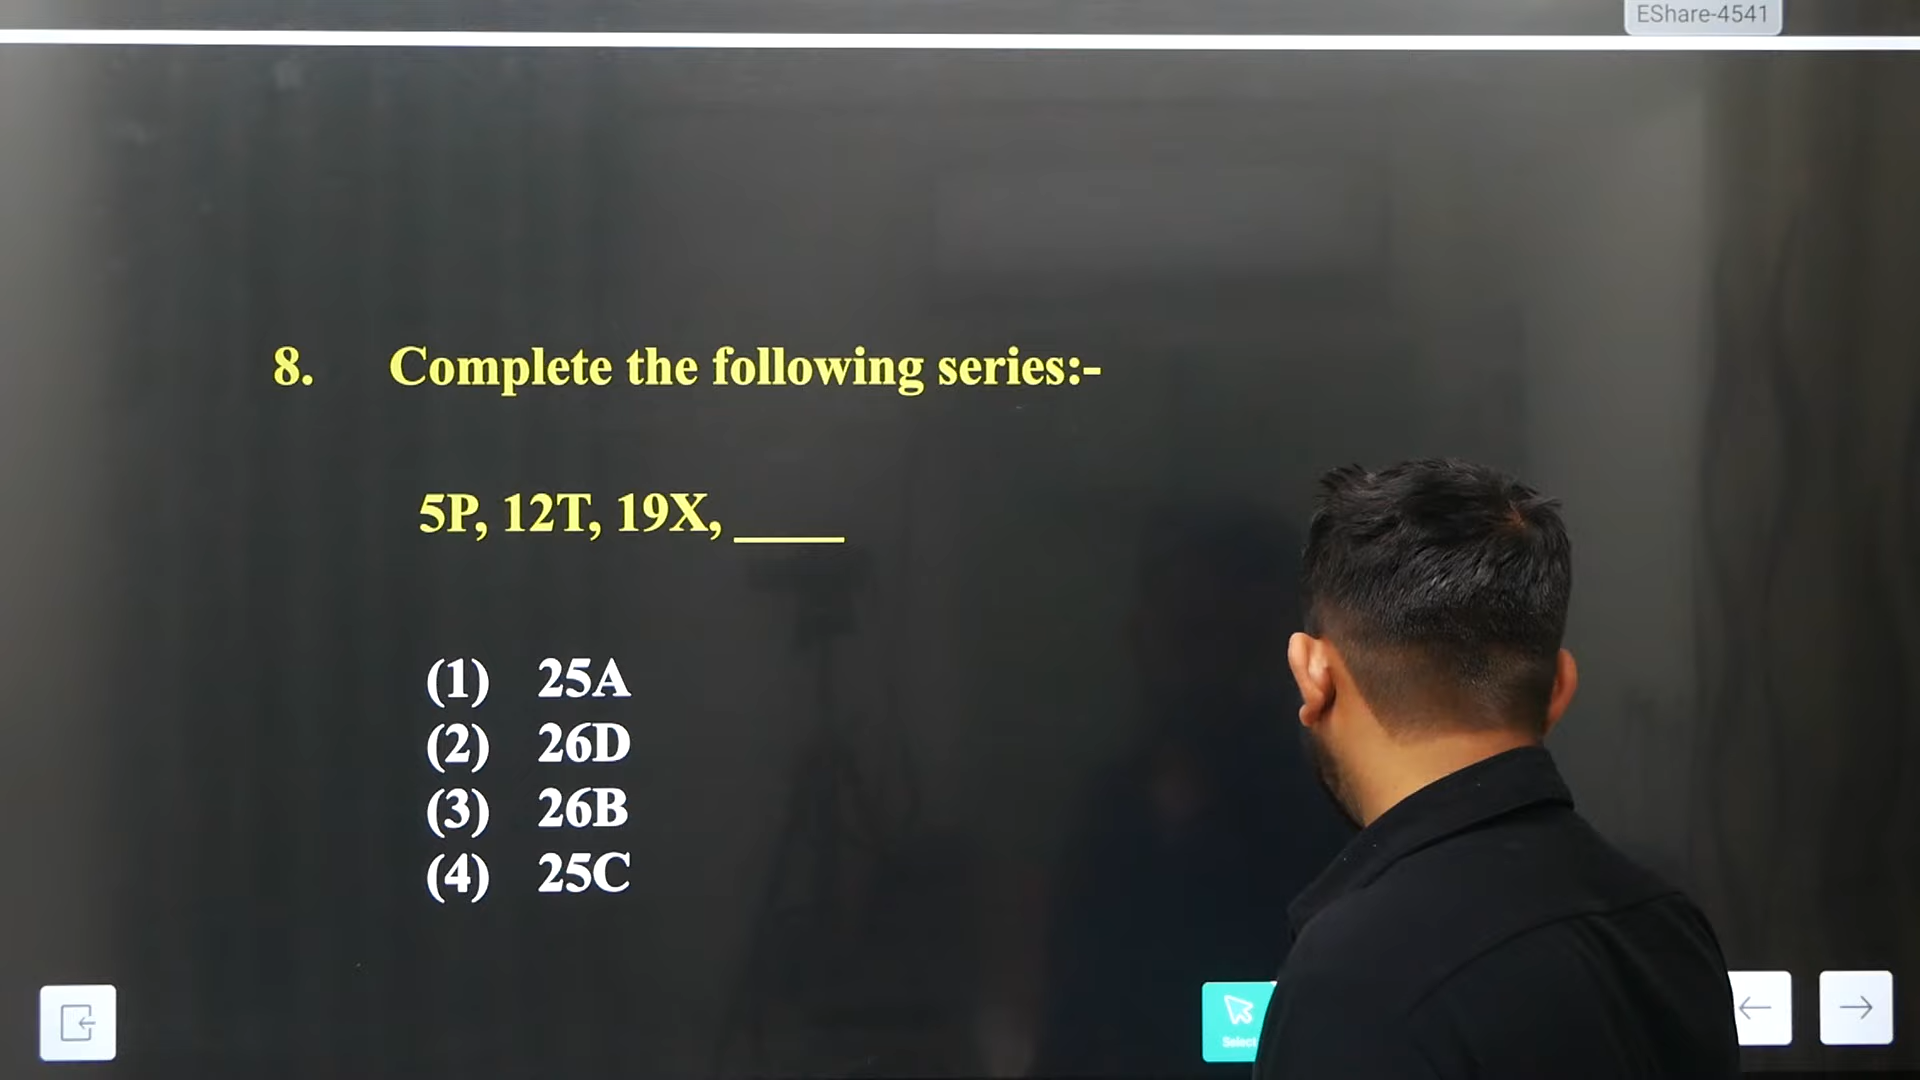 EShare-4541
8. Complete the following series:-
5P, 12T, 19X, ____
(1) 25A
(2) 26D
(3) 26B
(4) 25C
Select